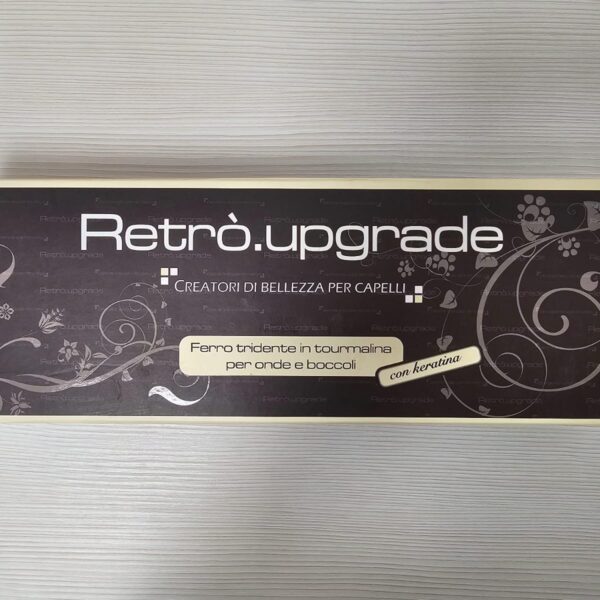 Retrò.upgrade
CREATORI DI BELLEZZA PER CAPELLI
Ferro tridente in tourmalina
per onde e boccoli
con keratina